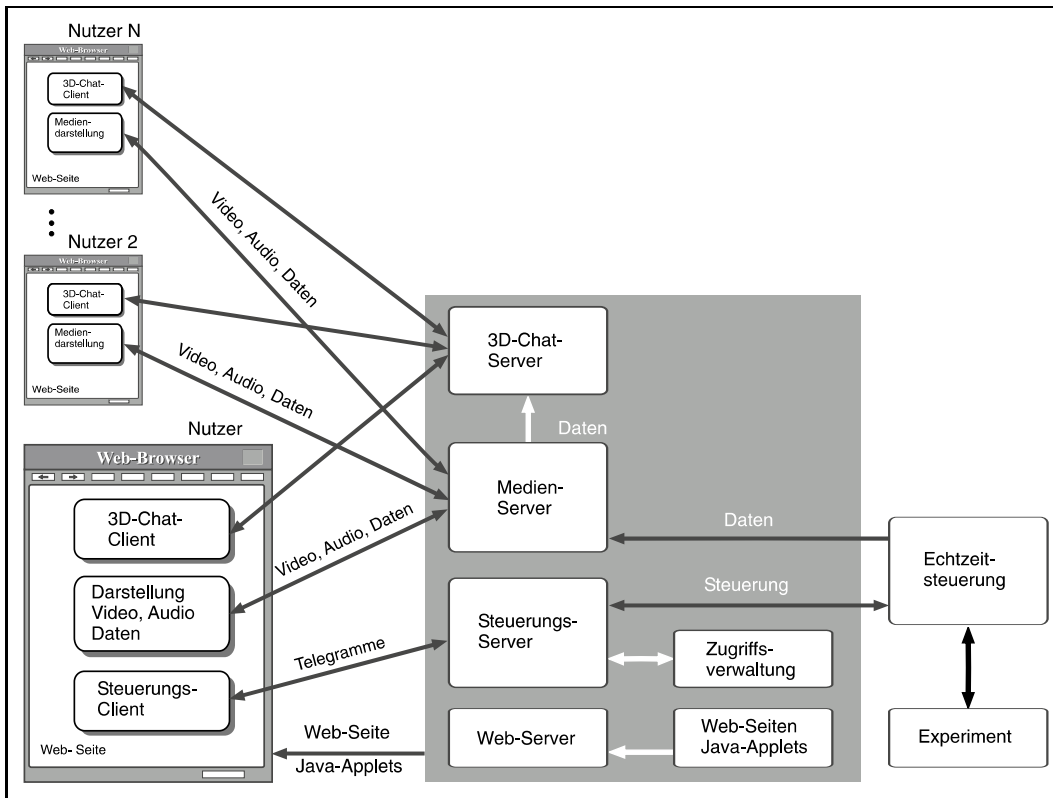 Nutzer N
Web-Browser
3D-Chat-
Client
Medien-
darstellung
Web-Seite
Nutzer 2
Web-Browser
3D-Chat-
Client
Medien-
darstellung
Web-Seite
Nutzer
Web-Browser
3D-Chat-
Client
Darstellung
Video, Audio
Daten
Steuerungs-
Client
Web- Seite
Video, Audio, Daten
Video, Audio, Daten
Video, Audio, Daten
Telegramme
Web-Seite
Java-Applets
3D-Chat-
Server
Daten
Medien-
Server
Daten
Steuerung
Steuerungs-
Server
Zugriffs-
verwaltung
Web-Server
Web-Seiten
Java-Applets
Echtzeit-
steuerung
Experiment